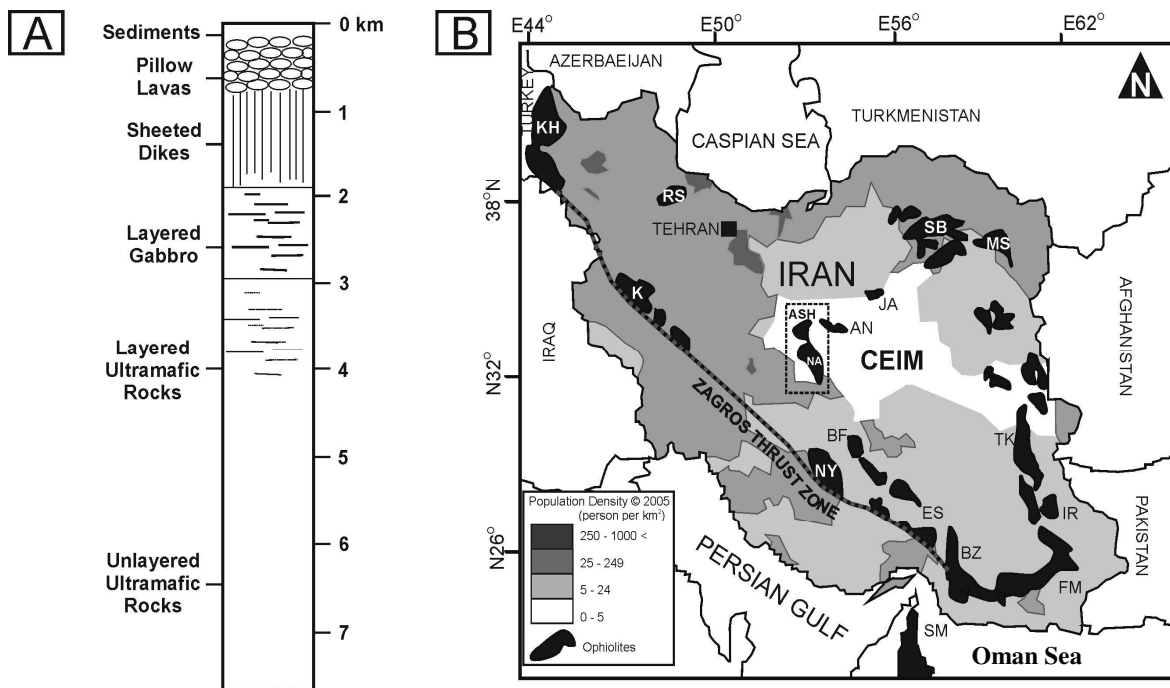 A
0 km
Sediments
Pillow
Lavas
1
Sheeted
Dikes
2
Layered
Gabbro
3
Layered
Ultramafic
Rocks
4
5
6
Unlayered
Ultramafic
Rocks
7
B
E44°
E50°
E56°
E62°
N38°
N32°
N26°
N
TURKEY
AZERBAEIJAN
CASPIAN SEA
TURKMENISTAN
AFGHANISTAN
PAKISTAN
IRAQ
KH
RS
TEHRAN
SB
MS
IRAN
K
JA
ASH
AN
NA
CEIM
ZAGROS THRUST ZONE
BF
TK
NY
ES
IR
BZ
FM
PERSIAN GULF
SM
Oman Sea
Population Density © 2005
(person per km²)
250 - 1000 <
25 - 249
5 - 24
0 - 5
Ophiolites